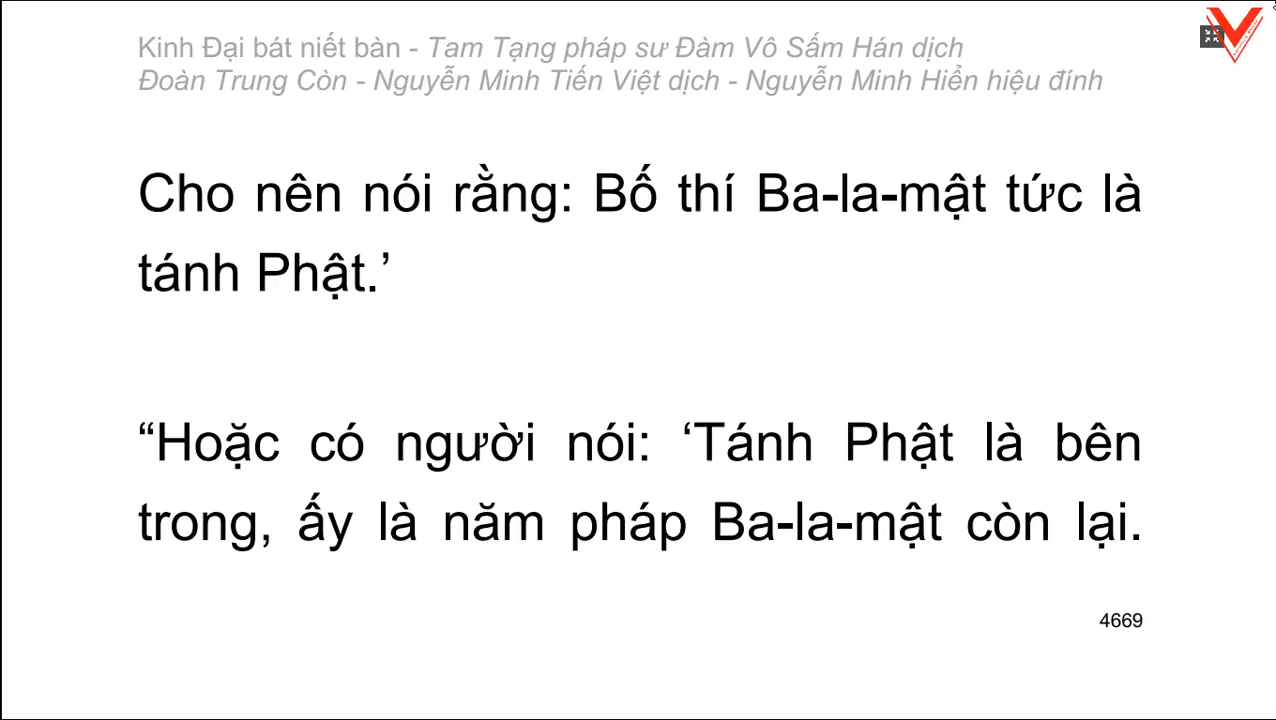 Kinh Đại bát niết bàn - Tam Tạng pháp sư Đàm Vô Sấm Hán dịch
Đoàn Trung Còn - Nguyễn Minh Tiến Việt dịch - Nguyễn Minh Hiển hiệu đính
Cho nên nói rằng: Bố thí Ba-la-mật tức là
tánh Phật.’
“Hoặc có người nói: ‘Tánh Phật là bên
trong, ấy là năm pháp Ba-la-mật còn lại.
4669